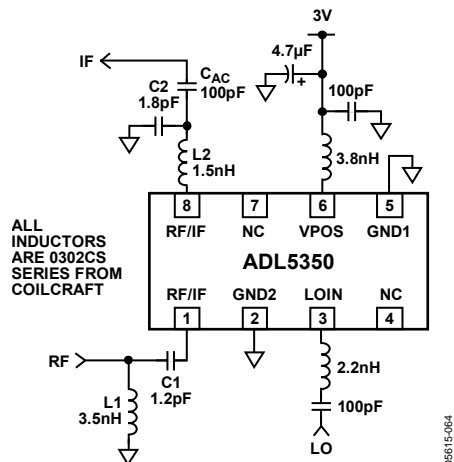 3V
4.7µF
+
IF
CAC
100pF
C2
1.8pF
100pF
L2
1.5nH
3.8nH
8
7
6
5
RF/IF
NC
VPOS
GND1
ALL
INDUCTORS
ARE 0302CS
SERIES FROM
COILCRAFT
ADL5350
RF/IF
GND2
LOIN
NC
1
2
3
4
RF
C1
1.2pF
L1
3.5nH
2.2nH
100pF
LO
05615-064